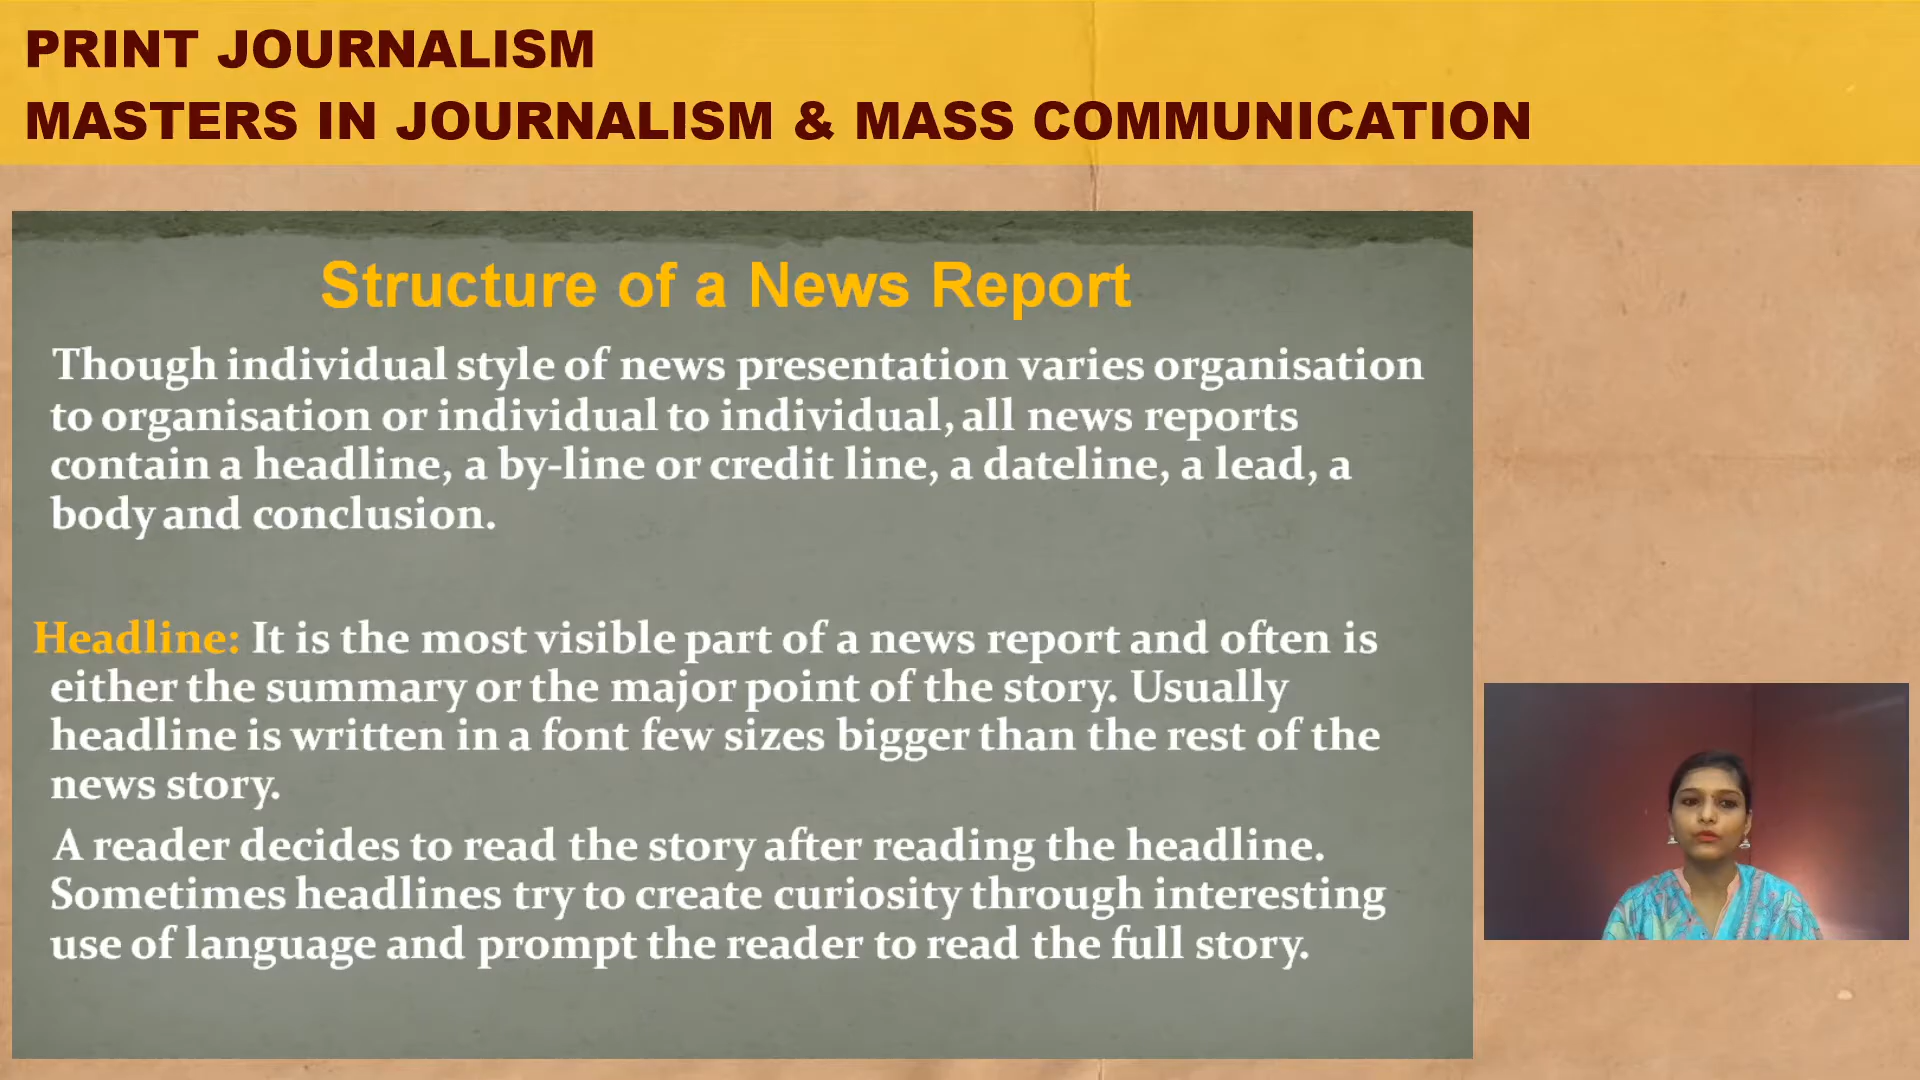 PRINT JOURNALISM
MASTERS IN JOURNALISM & MASS COMMUNICATION
Structure of a News Report
Though individual style of news presentation varies organisation
to organisation or individual to individual, all news reports
contain a headline, a by-line or credit line, a dateline, a lead, a
body and conclusion.
Headline: It is the most visible part of a news report and often is
either the summary or the major point of the story. Usually
headline is written in a font few sizes bigger than the rest of the
news story.
A reader decides to read the story after reading the headline.
Sometimes headlines try to create curiosity through interesting
use of language and prompt the reader to read the full story.